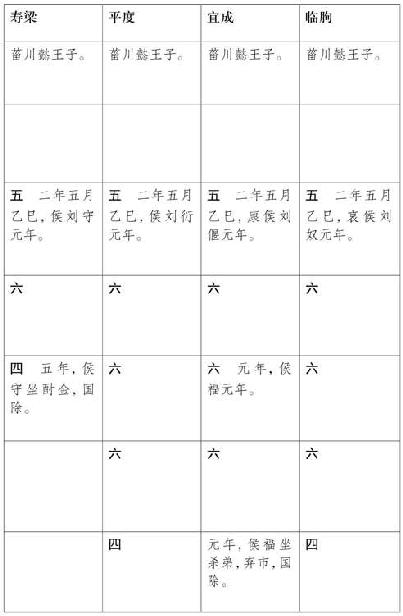 寿梁
平度
宜成
临朐
菑川懿王子。
菑川懿王子。
菑川懿王子。
菑川懿王子。
五 二年五月
乙巳，侯刘守
元年。
五 二年五月
乙巳，侯刘衍
元年。
五 二年五月
乙巳，康侯刘
偃元年。
五 二年五月
乙巳，哀侯刘
奴元年。
六
六
六
六
四 五年，侯
守坐酎金，国
除。
六
六 元年，侯
福元年。
六
六
六
六
四
元年，侯福坐
杀弟，弃市，国
除。
四